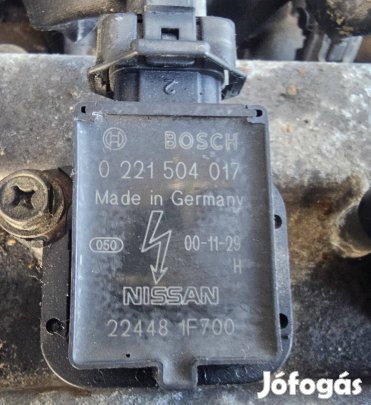 2
BOSCH
0 221 504 017
Made in Germany
050 00-11-29
H
NISSAN
22448 1F700
Jófogás